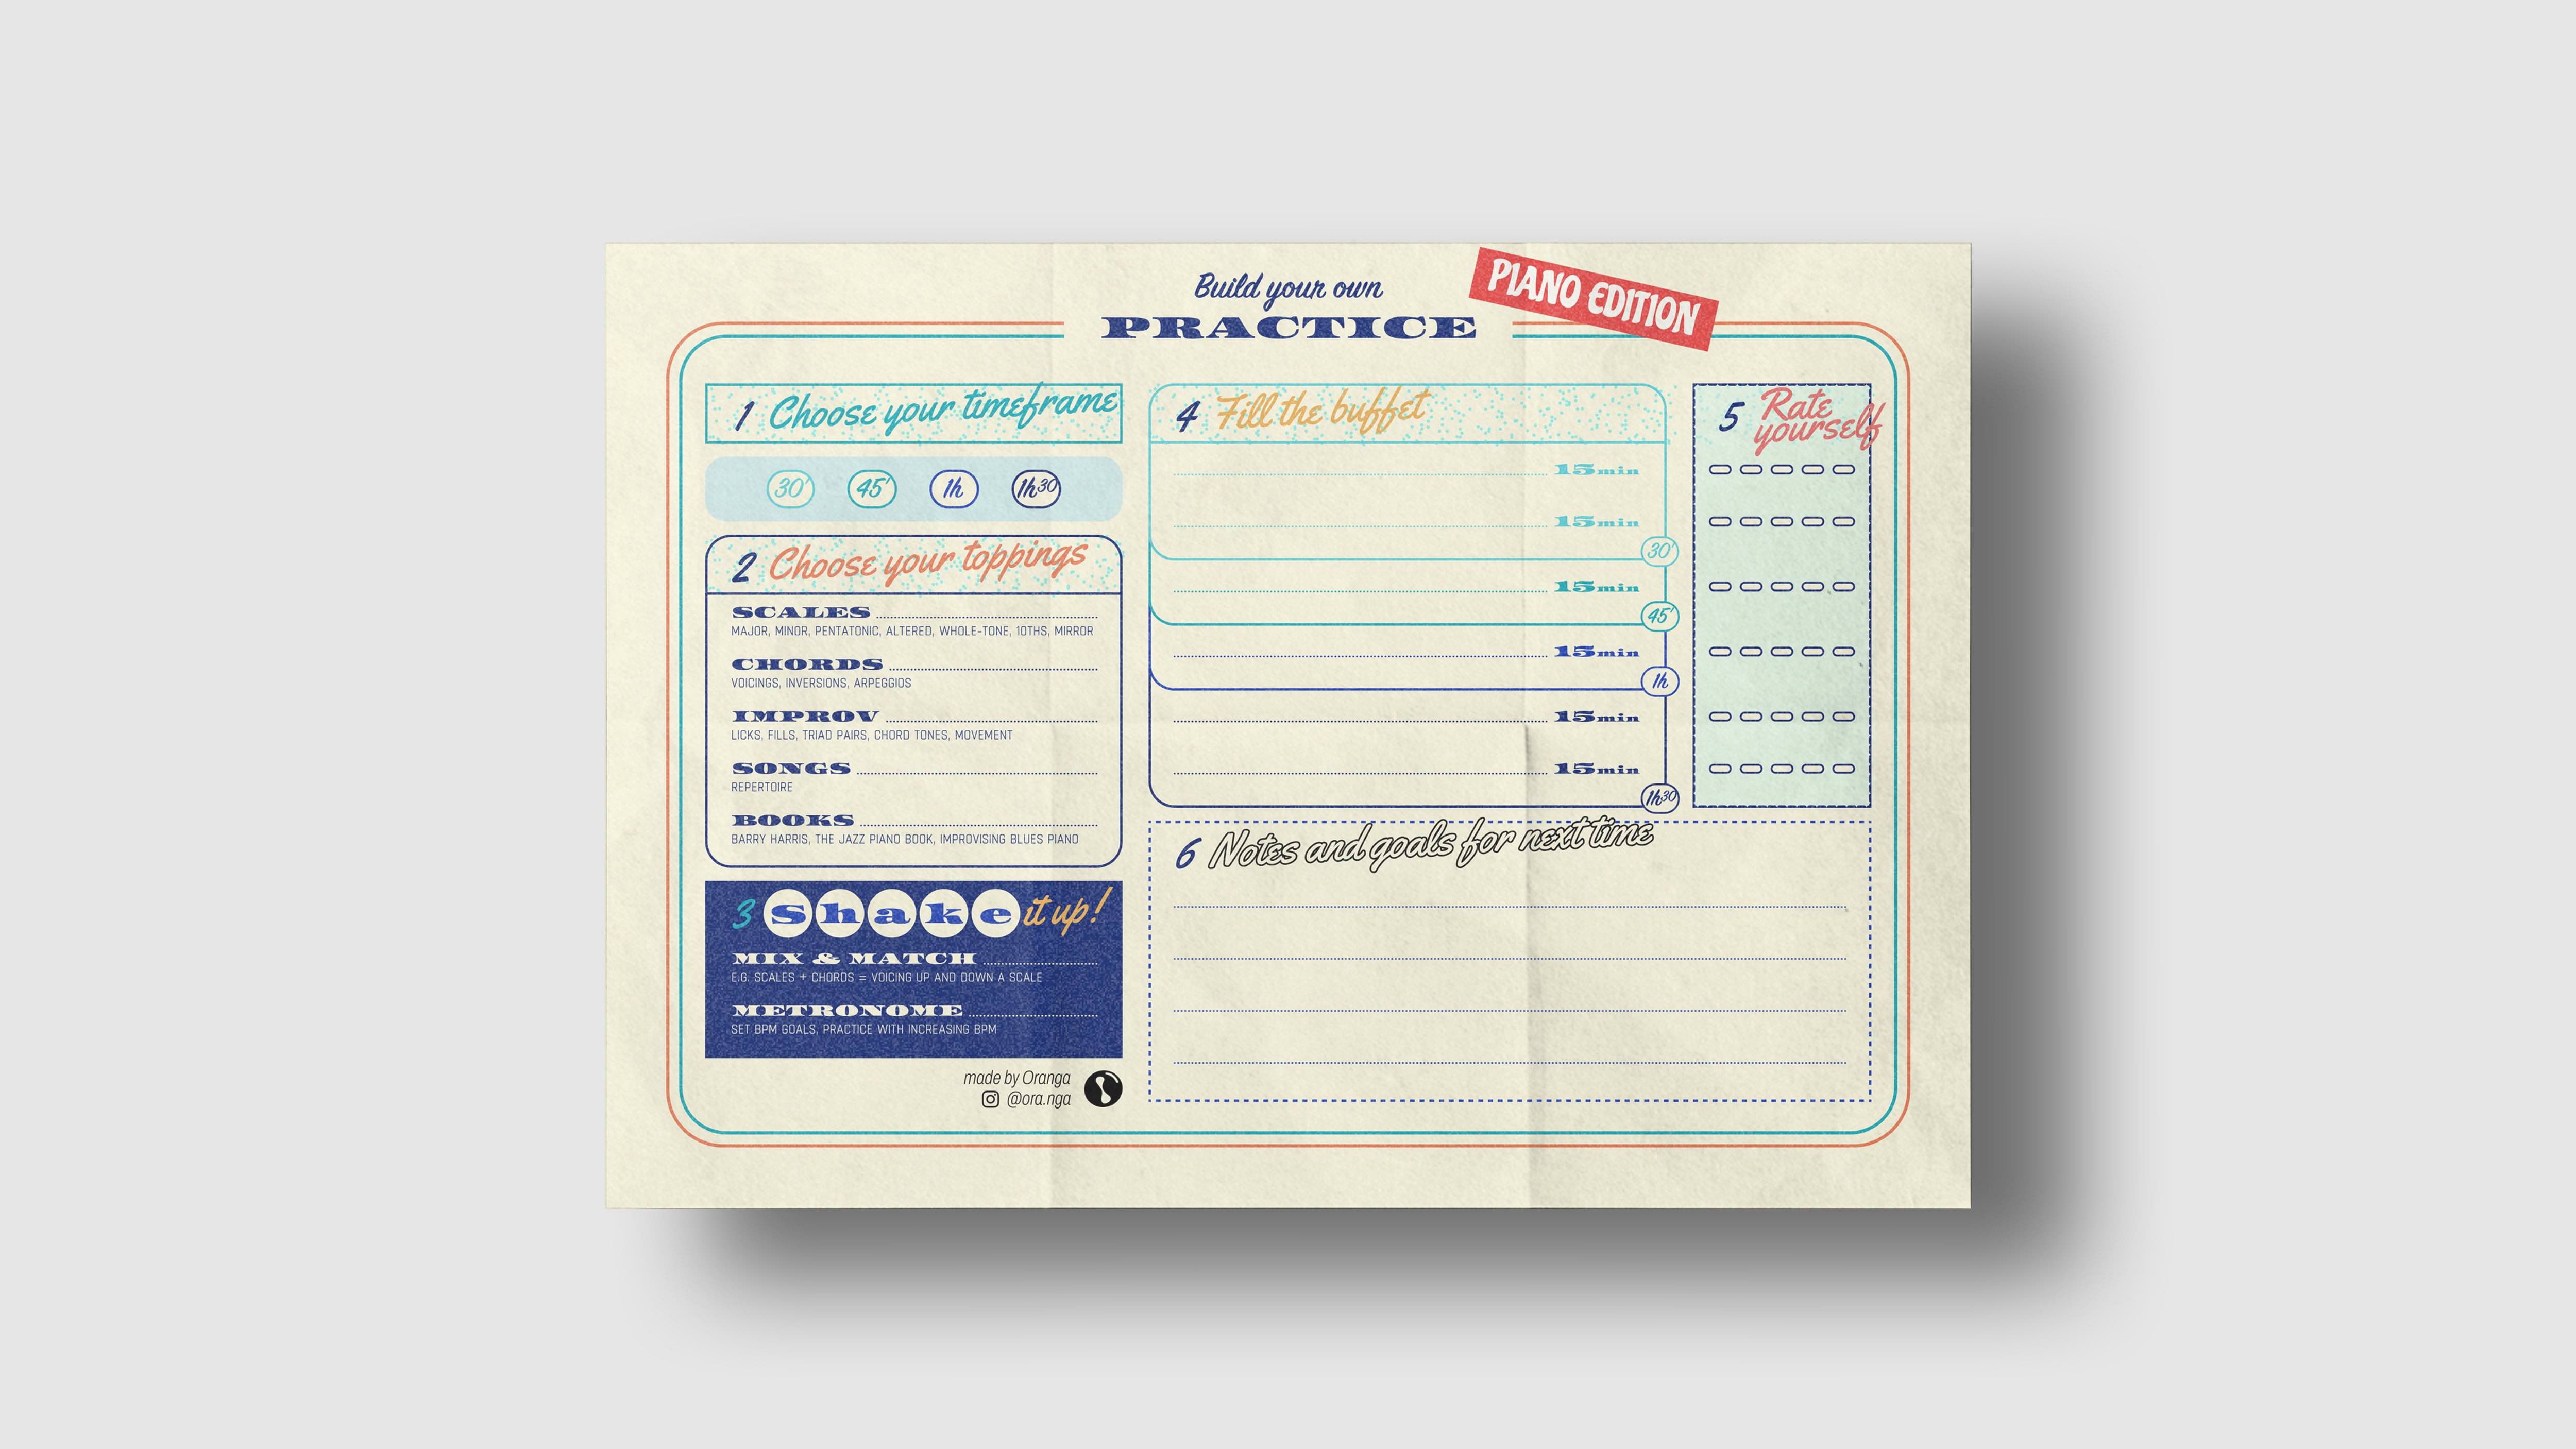 Build your own
PRACTICE
PIANO EDITION
1 Choose your timeframe
30' 45' 1h 1h30
2 Choose your toppings
SCALES
MAJOR, MINOR, PENTATONIC, ALTERED, WHOLE-TONE, 10THS, MIRROR
CHORDS
VOICINGS, INVERSIONS, ARPEGGIOS
IMPROV
LICKS, FILLS, TRIAD PAIRS, CHORD TONES, MOVEMENT
SONGS
REPERTOIRE
BOOKS
BARRY HARRIS, THE JAZZ PIANO BOOK, IMPROVISING BLUES PIANO
3 Shake it up!
MIX & MATCH
E.G. SCALES + CHORDS = VOICING UP AND DOWN A SCALE
METRONOME
SET BPM GOALS, PRACTICE WITH INCREASING BPM
made by Oranga
@ora.nga
4 Fill the buffet
15min
15min
30'
15min
45'
15min
1h
15min
15min
1h30
5 Rate
yourself
6 Notes and goals for next time